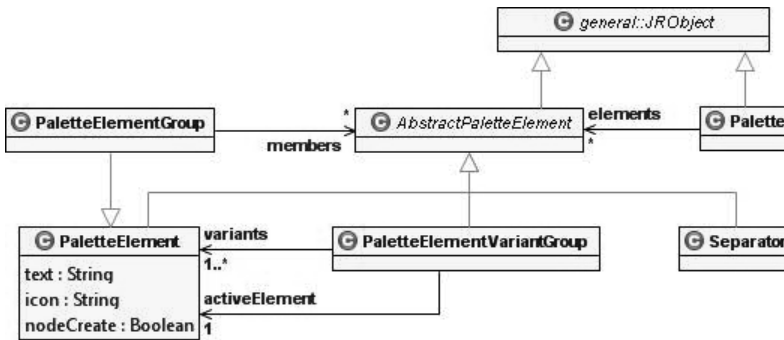 general::JRObject
PaletteElementGroup
*
members
AbstractPaletteElement
elements
*
Palette
PaletteElement
text : String
icon : String
nodeCreate : Boolean
variants
1..*
activeElement
1
PaletteElementVariantGroup
Separator